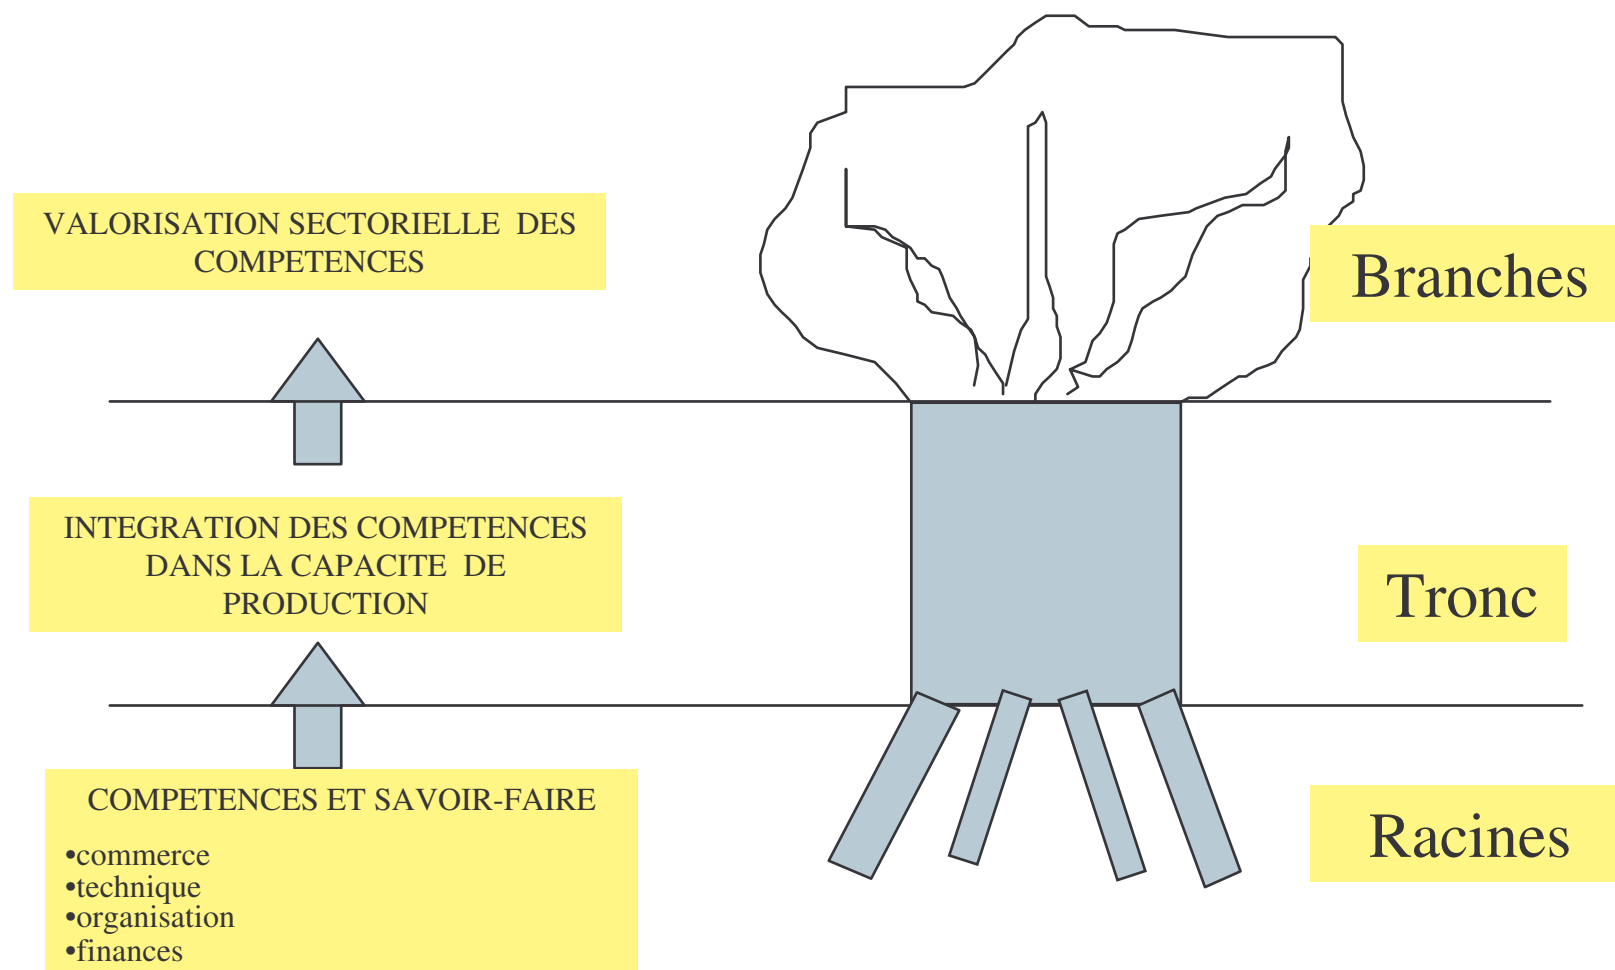 VALORISATION SECTORIELLE DES
COMPETENCES
Branches
INTEGRATION DES COMPETENCES
DANS LA CAPACITE DE
PRODUCTION
Tronc
COMPETENCES ET SAVOIR-FAIRE
•commerce
•technique
•organisation
•finances
Racines